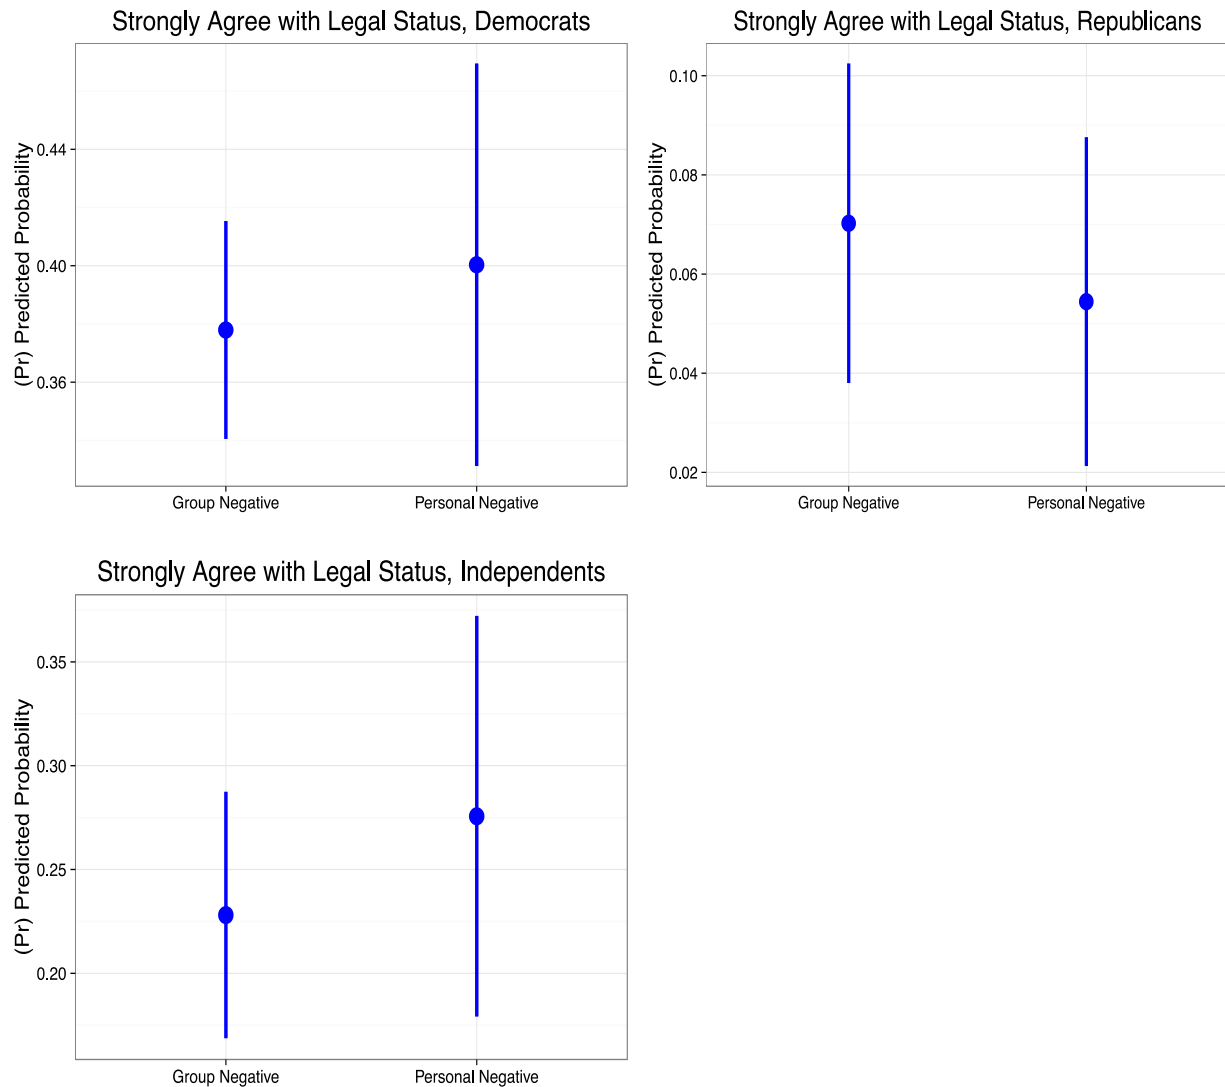 Strongly Agree with Legal Status, Democrats
(Pr) Predicted Probability
0.44
0.40
0.36
Group Negative
Personal Negative
Strongly Agree with Legal Status, Republicans
(Pr) Predicted Probability
0.10
0.08
0.06
0.04
0.02
Group Negative
Personal Negative
Strongly Agree with Legal Status, Independents
(Pr) Predicted Probability
0.35
0.30
0.25
0.20
Group Negative
Personal Negative